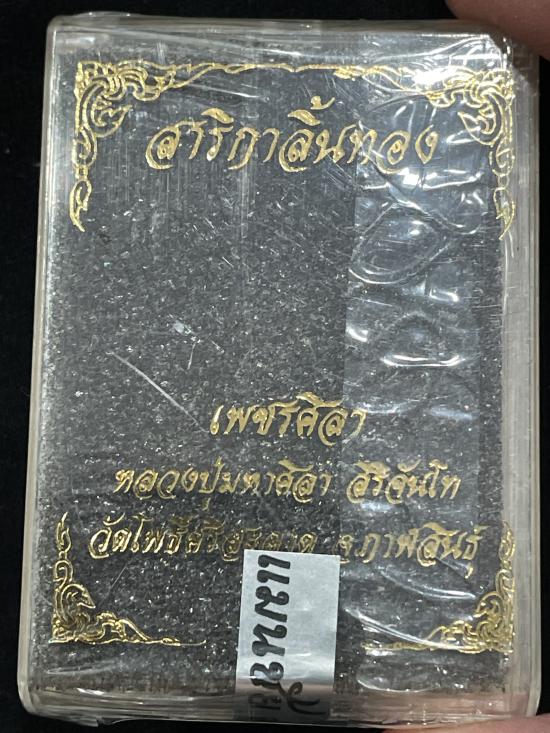 สาริกาลิ้นทอง
เพชรศิลา
หลวงปู่มหาศิลา สิริจันโท
วัดโพธิ์ศรีสะอาด จ.กาฬสินธุ์